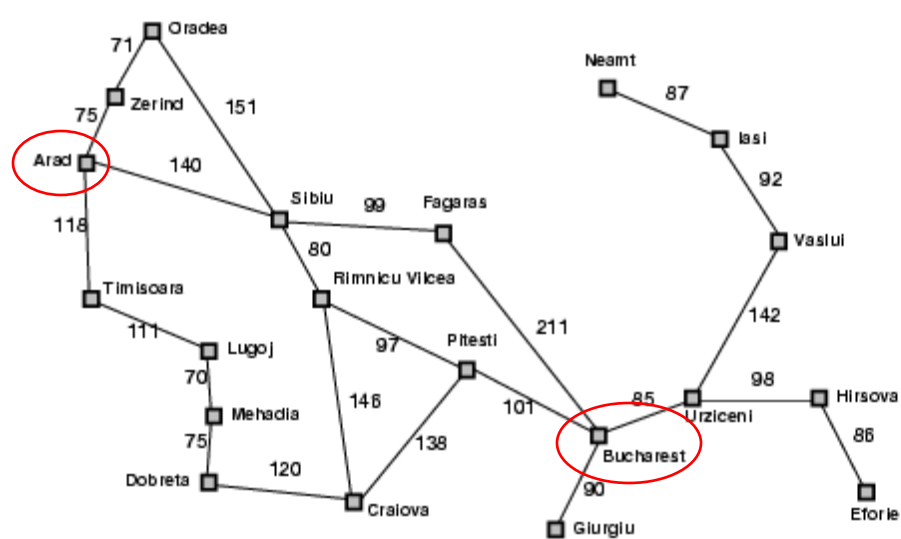 Oradea
71
Neamt
87
Zerind
75
151
Iasi
Arad
140
92
Sibiu
99
Fagaras
118
80
Vaslui
Timisoara
Rimnicu Vilcea
142
111
211
Lugoj
97
Pitesti
70
98
Hirsova
146
101
85
Urziceni
Mehadia
75
138
86
Bucharest
Dobreta
120
90
Craiova
Eforie
Giurgiu